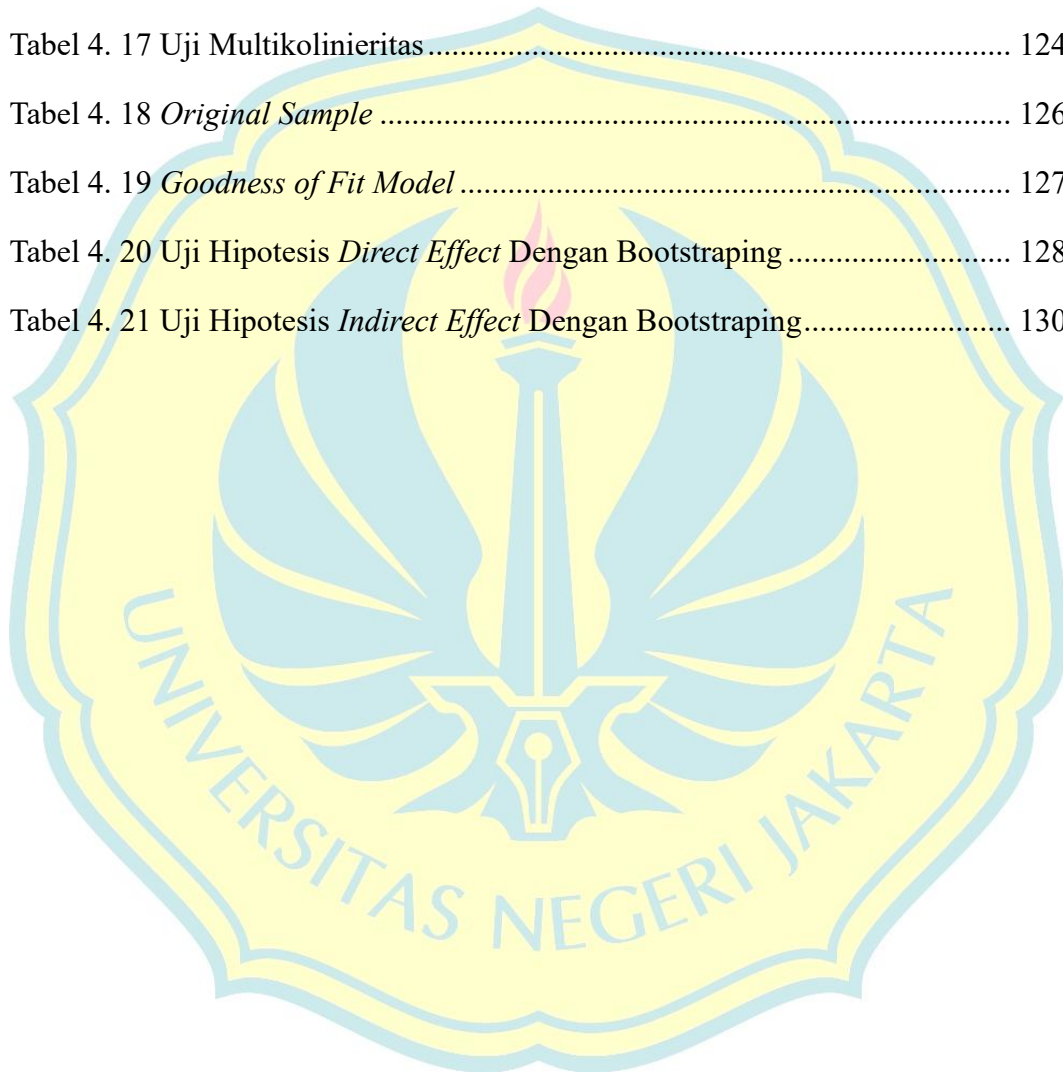 Tabel 4. 17 Uji Multikolinieritas.......................................................................... 124
Tabel 4. 18 Original Sample ................................................................................ 126
Tabel 4. 19 Goodness of Fit Model ...................................................................... 127
Tabel 4. 20 Uji Hipotesis Direct Effect Dengan Bootstraping ............................ 128
Tabel 4. 21 Uji Hipotesis Indirect Effect Dengan Bootstraping.......................... 130
UNIVERSITAS NEGERI JAKARTA